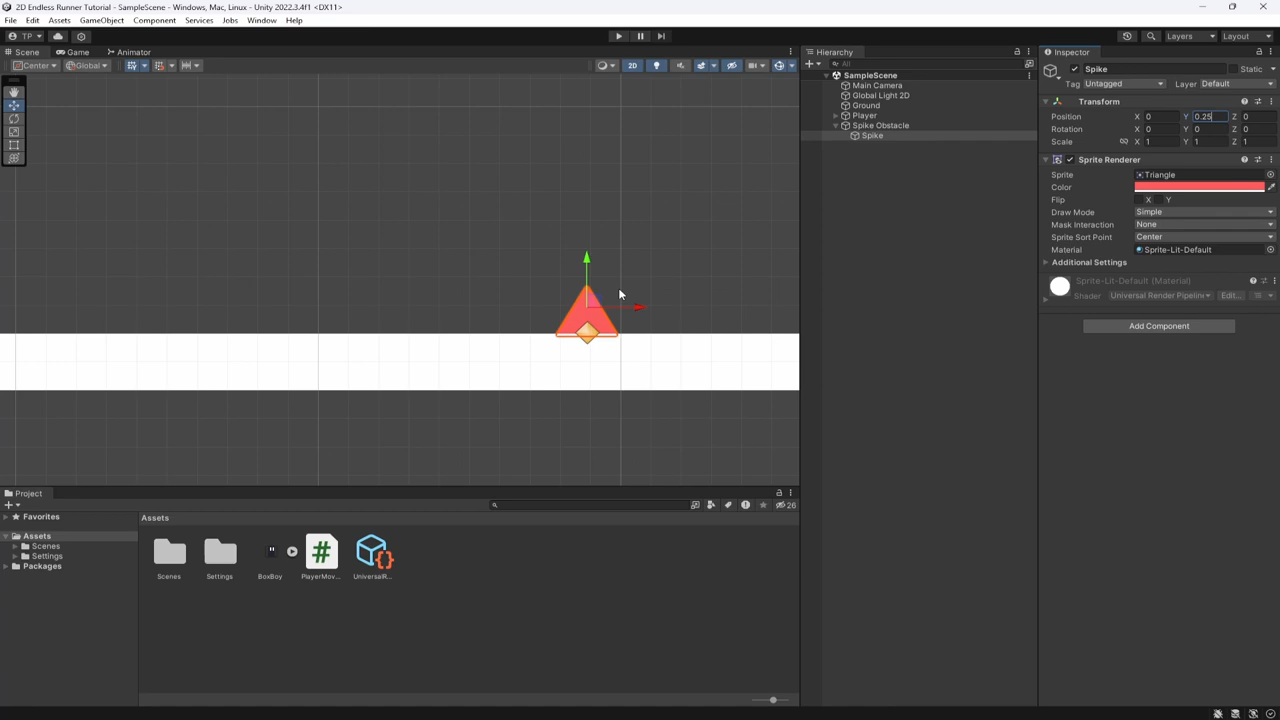 2D Endless Runner Tutorial - SampleScene - Windows, Mac, Linux - Unity 2022.3.4f1 <DX11>
File Edit Assets GameObject Component Services Jobs Window Help
TP Layers Layout
Scene Game Animator
Center Global 2D
Hierarchy
All
SampleScene
Main Camera
Global Light 2D
Ground
Player
Spike Obstacle
Spike
Inspector
Spike Static
Tag Untagged Layer Default
Transform
Position X 0 Y 0.25 Z 0
Rotation X 0 Y 0 Z 0
Scale X 1 Y 1 Z 1
Sprite Renderer
Sprite Triangle
Color
Flip X Y
Draw Mode Simple
Mask Interaction None
Sprite Sort Point Center
Material Sprite-Lit-Default
Additional Settings
Sprite-Lit-Default (Material)
Shader Universal Render Pipelin Edit...
Add Component
Project
26
Favorites
Assets
Scenes
Settings
Packages
Assets
#
Scenes Settings BoxBoy PlayerMov... UniversalR...